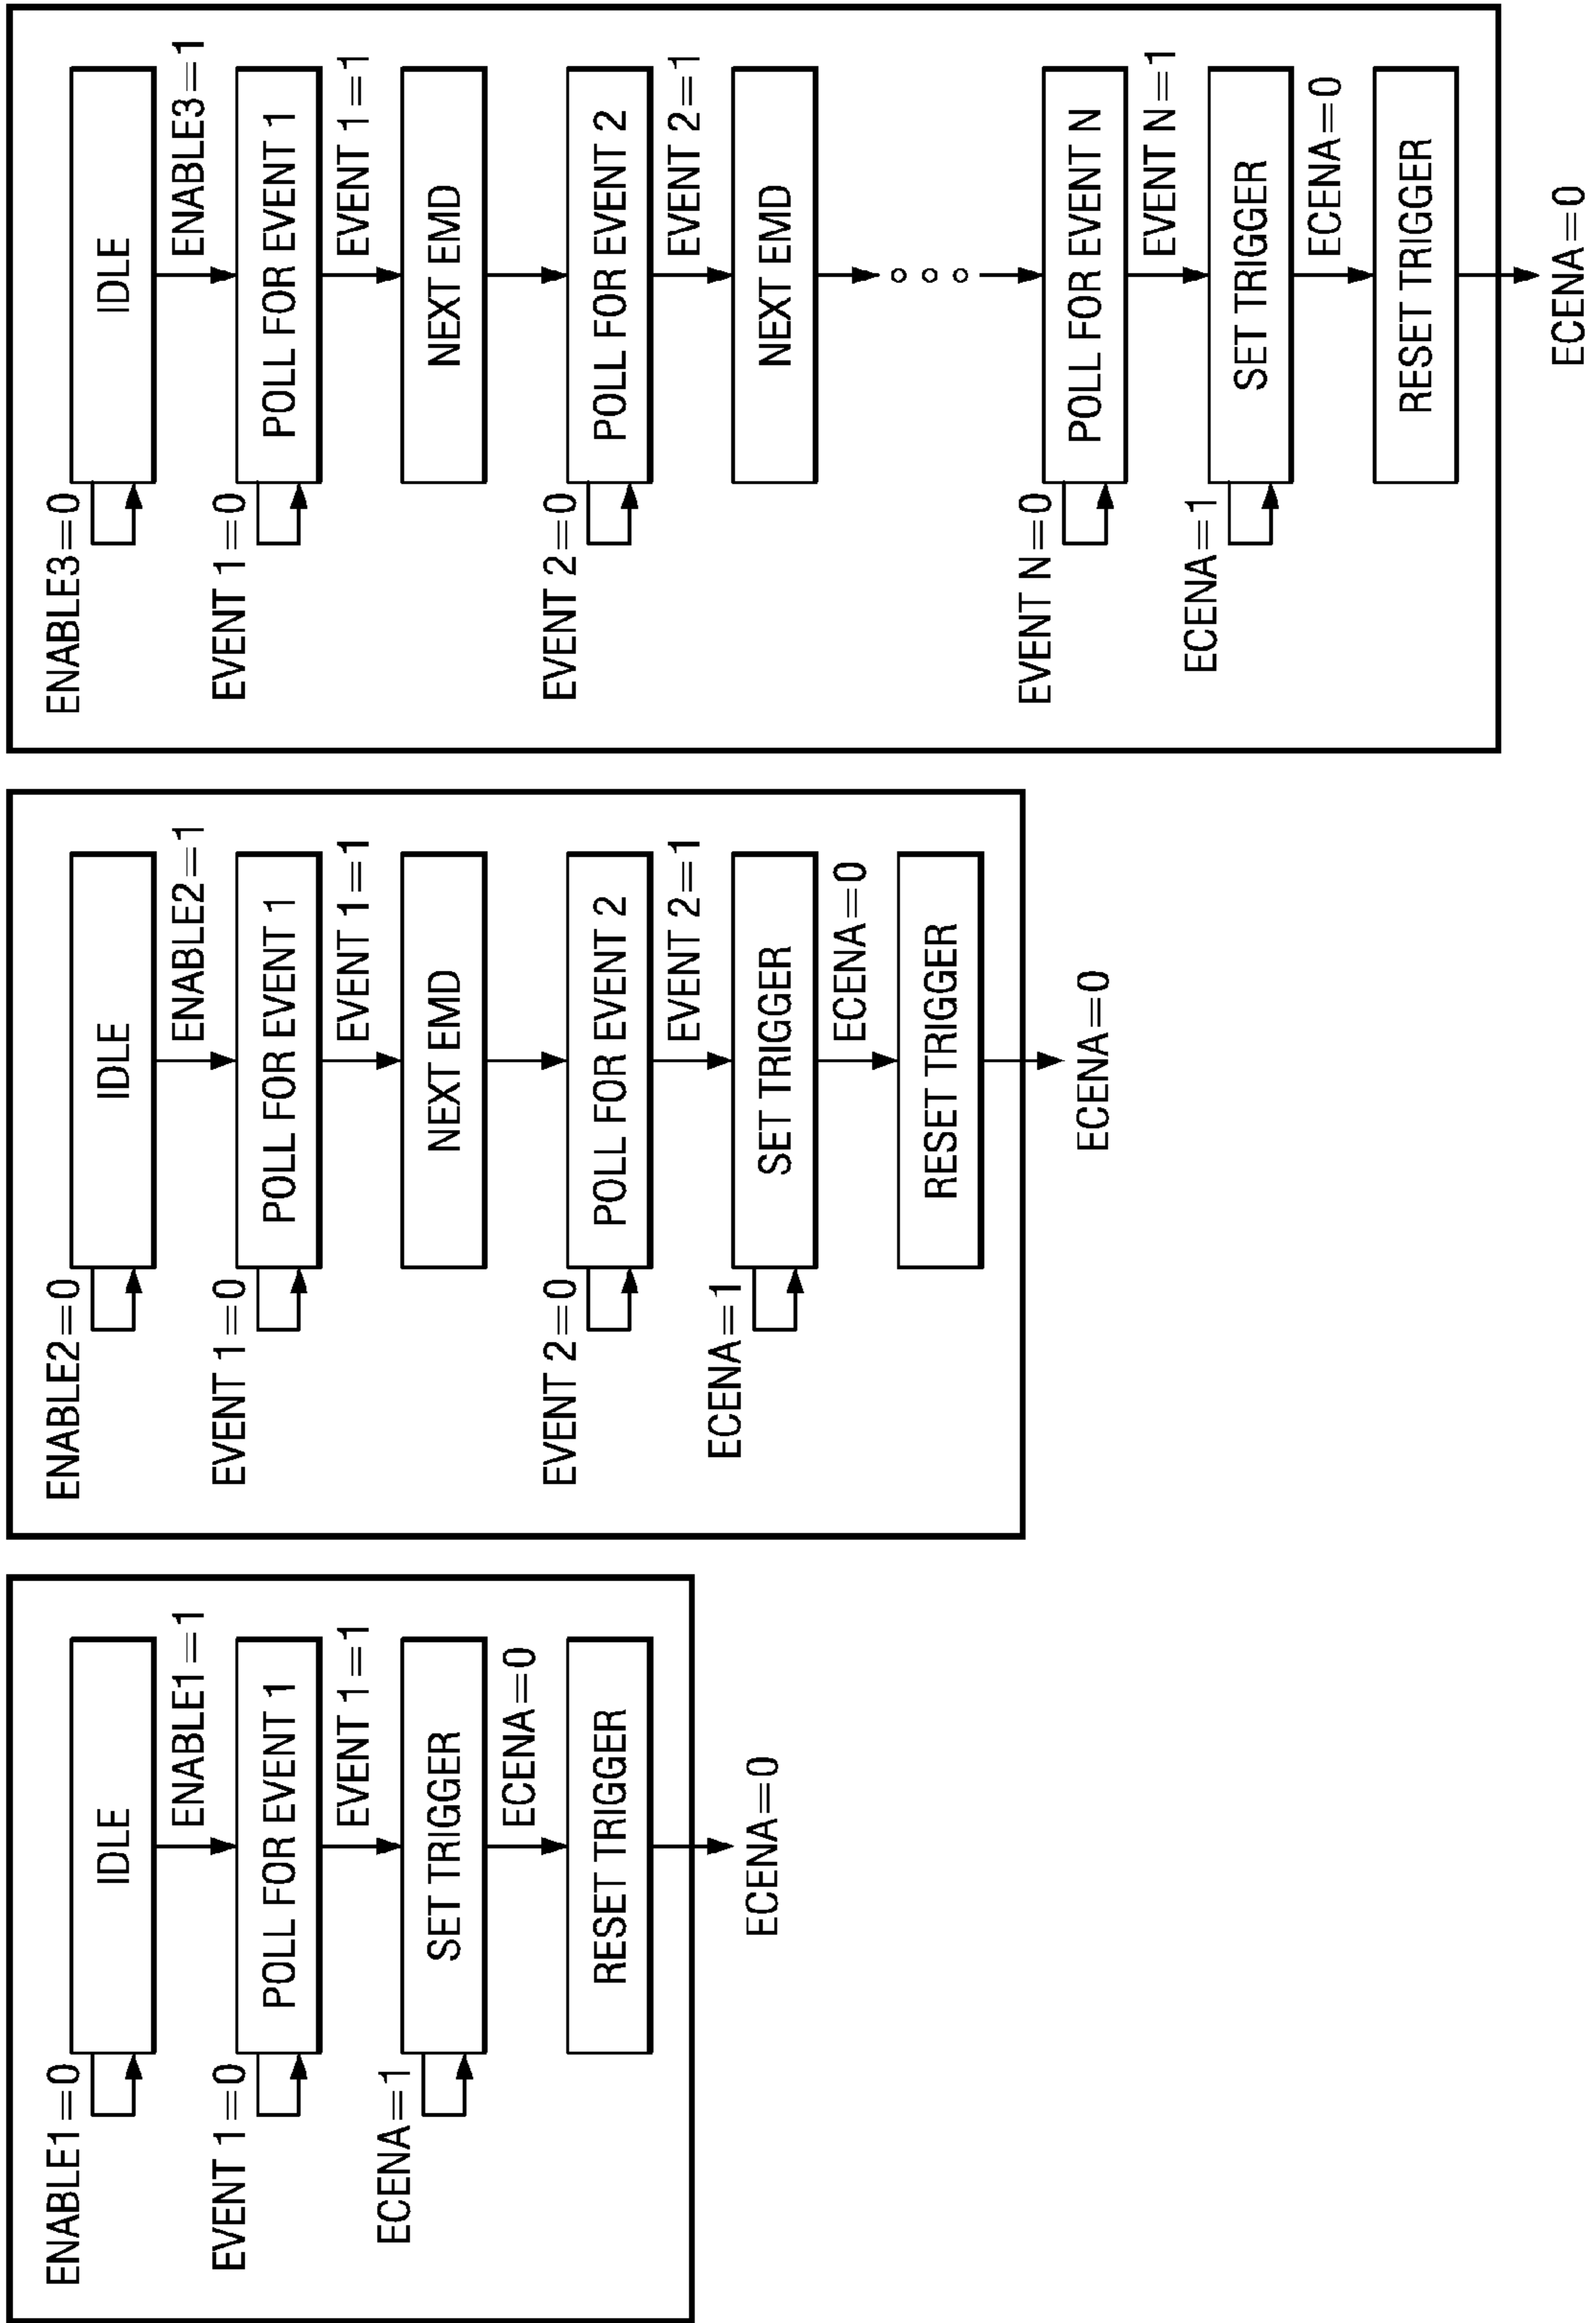 ENABLE1=0
IDLE
ENABLE1=1
EVENT 1=0
POLL FOR EVENT 1
EVENT 1=1
ECENA=1
SET TRIGGER
ECENA=0
RESET TRIGGER
ECENA=0
ENABLE2=0
IDLE
ENABLE2=1
EVENT 1=0
POLL FOR EVENT 1
EVENT 1=1
NEXT EMD
EVENT 2=0
POLL FOR EVENT 2
EVENT 2=1
ECENA=1
SET TRIGGER
ECENA=0
RESET TRIGGER
ECENA=0
ENABLE3=0
IDLE
ENABLE3=1
EVENT 1=0
POLL FOR EVENT 1
EVENT 1=1
NEXT EMD
EVENT 2=0
POLL FOR EVENT 2
EVENT 2=1
NEXT EMD
EVENT N=0
POLL FOR EVENT N
EVENT N=1
ECENA=1
SET TRIGGER
ECENA=0
RESET TRIGGER
ECENA=0